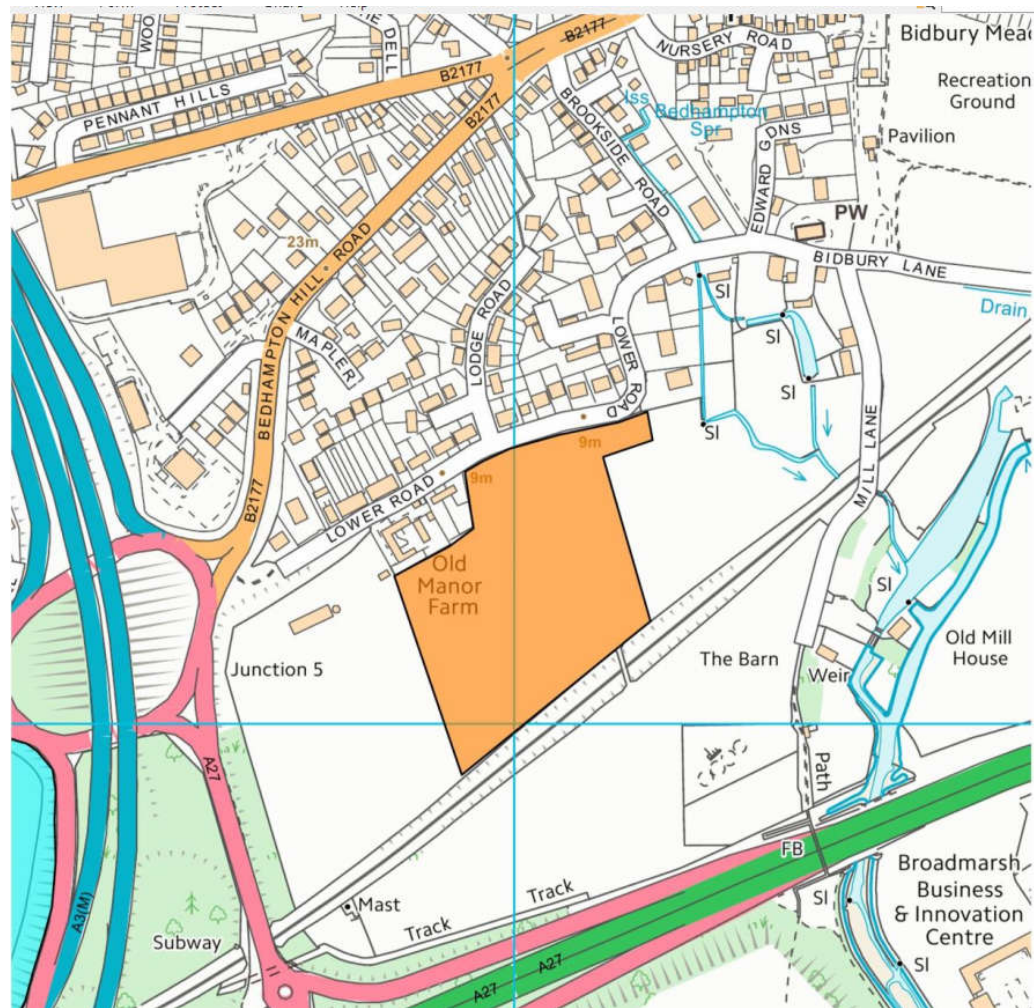 B2177
NURSERY ROAD
Bidbury Mead
DELL
WOO
B2177
B2177
PENNANT HILLS
Recreation
Ground
BROOKSIDE ROAD
Iss
Bedhampton
Spr
EDWARD GDNS
Pavilion
PW
23m
BEDHAMPTON HILL ROAD
BIDBURY LANE
SI
Drain
MAPLER
LODGE ROAD
LOWER ROAD
SI
SI
SI
9m
9m
MILL LANE
B2177
LOWER ROAD
Old
Manor
Farm
SI
Junction 5
The Barn
Weir
Old Mill
House
A27
Path
FB
A3(M)
Mast
Track
Track
Subway
SI
Broadmarsh
Business
& Innovation
Centre
SI
A27
A27